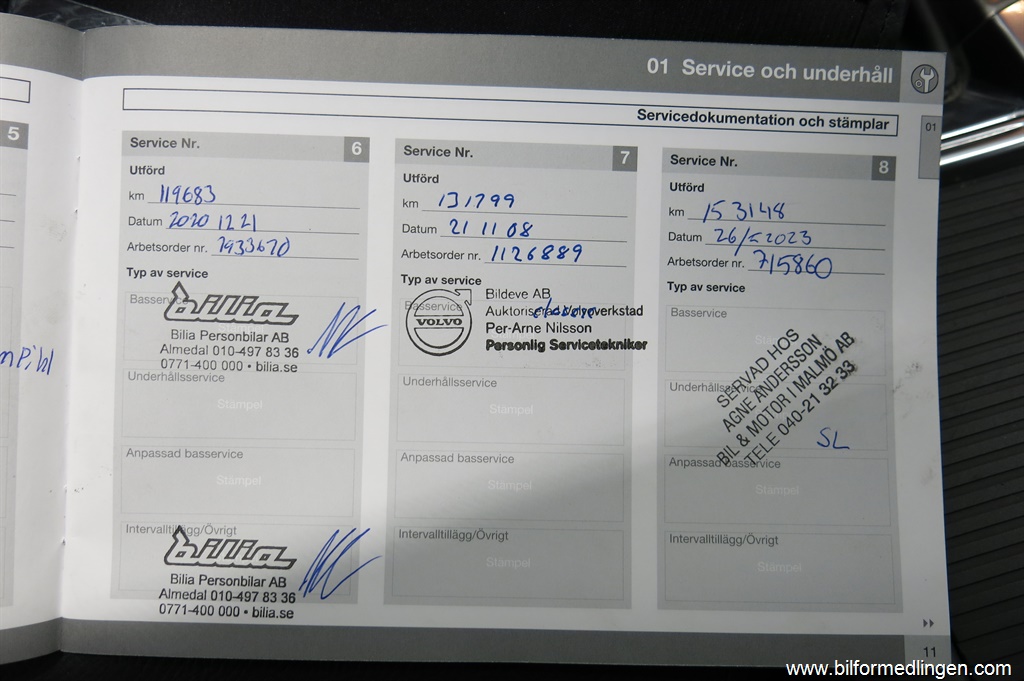 01 Service och underhåll
Servicedokumentation och stämplar
01
5
Service Nr. 6
Utförd
km 119683
Datum 2020 12 21
Arbetsorder nr. 7933670
Typ av service
Basservice
bilia
Bilia Personbilar AB
Almedal 010-497 83 36
0771-400 000 • bilia.se
Underhållsservice
Stämpel
Anpassad basservice
Stämpel
Intervalltillägg/Övrigt
bilia
Bilia Personbilar AB
Almedal 010-497 83 36
0771-400 000 • bilia.se
Service Nr. 7
Utförd
km 131799
Datum 21 11 08
Arbetsorder nr. 1126889
Typ av service
Basservice
VOLVO
Bildeve AB
Auktoriserad Volvoverkstad
Per-Arne Nilsson
Personlig Servicetekniker
Underhållsservice
Stämpel
Anpassad basservice
Stämpel
Intervalltillägg/Övrigt
Stämpel
Service Nr. 8
Utförd
km 153148
Datum 2023
Arbetsorder nr. 715860
Typ av service
Basservice
SERVAD HOS
AGNE ANDERSSON
BIL & MOTOR I MALMÖ AB
TELE 040-21 32 33
Underhållsservice
SL
Anpassad basservice
Stämpel
Intervalltillägg/Övrigt
Stämpel
11
www.bilformedlingen.com